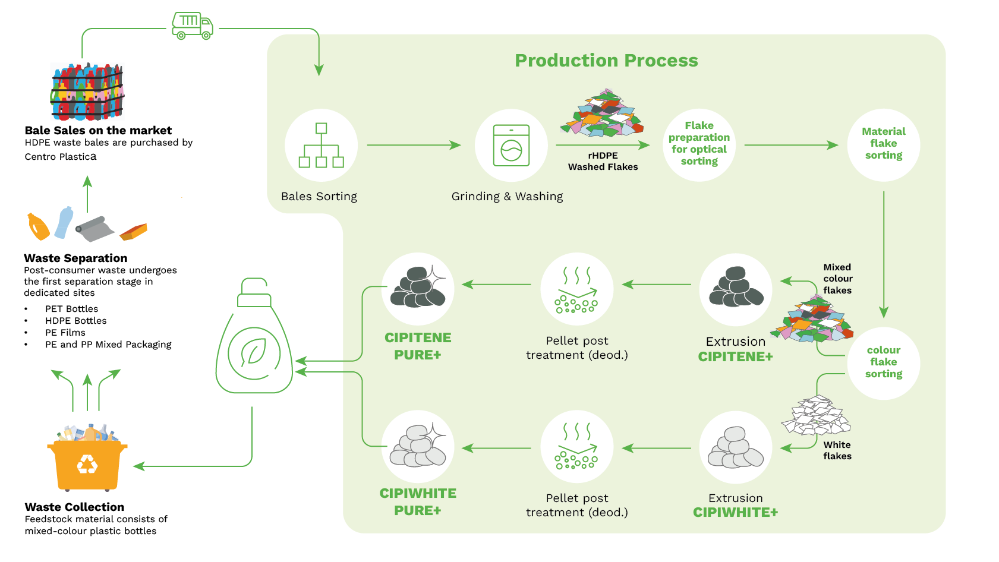 Production Process
Bale Sales on the market
HDPE waste bales are purchased by
Centro Plastica
Waste Separation
Post-consumer waste undergoes
the first separation stage in
dedicated sites
• PET Bottles
• HDPE Bottles
• PE Films
• PE and PP Mixed Packaging
Waste Collection
Feedstock material consists of
mixed-colour plastic bottles
Bales Sorting
Grinding & Washing
rHDPE
Washed Flakes
Flake
preparation
for optical
sorting
Material
flake
sorting
colour
flake
sorting
Mixed
colour
flakes
Extrusion
CIPITENE+
Pellet post
treatment (deod.)
CIPITENE
PURE+
White
flakes
Extrusion
CIPIWHITE+
Pellet post
treatment (deod.)
CIPIWHITE
PURE+